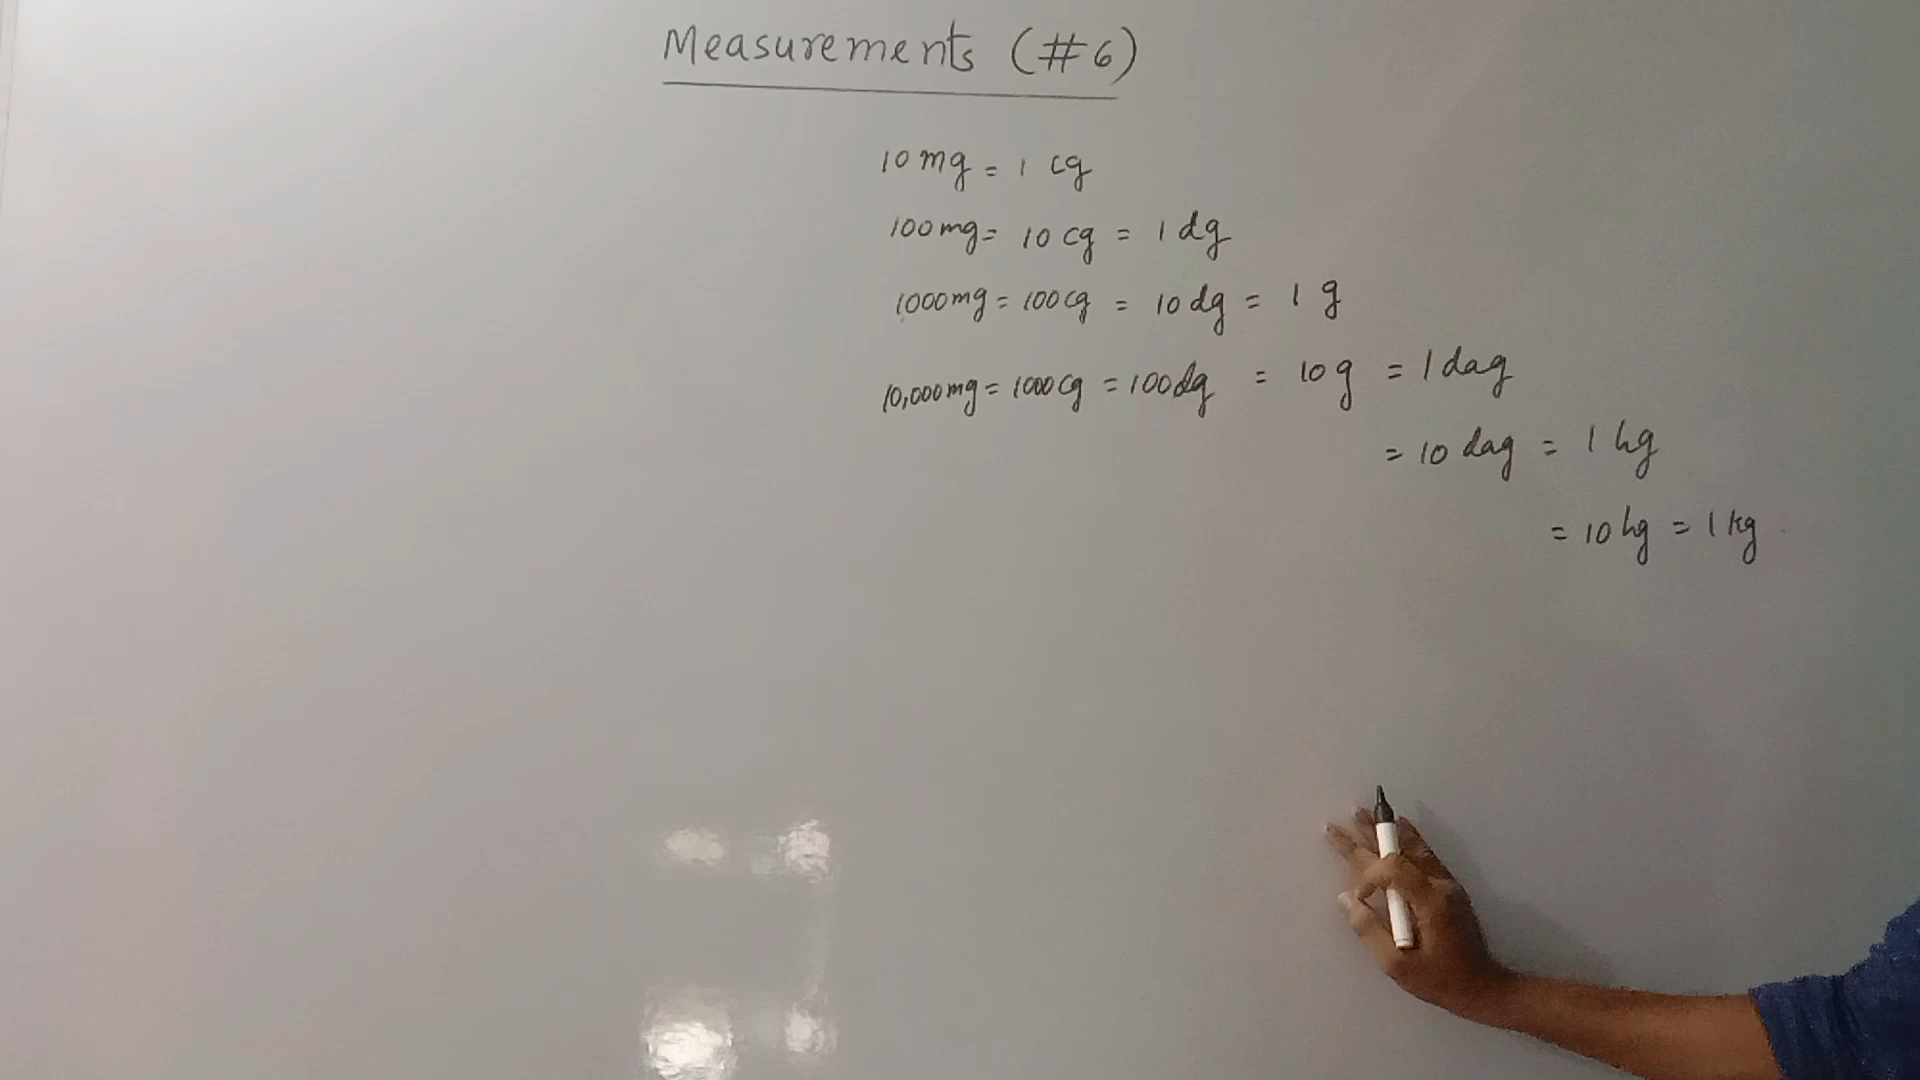 Measurements (#6)
10 mg = 1 cg
100 mg = 10 cg = 1 dg
1000 mg = 100 cg = 10 dg = 1 g
10,000 mg = 1000 cg = 100 dg = 10 g = 1 dag
= 10 dag = 1 hg
= 10 hg = 1 kg